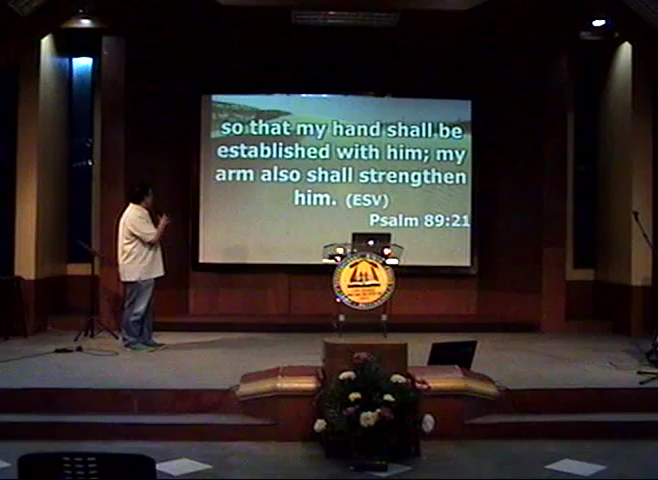 so that my hand shall be
established with him; my
arm also shall strengthen
him. (ESV)
Psalm 89:21